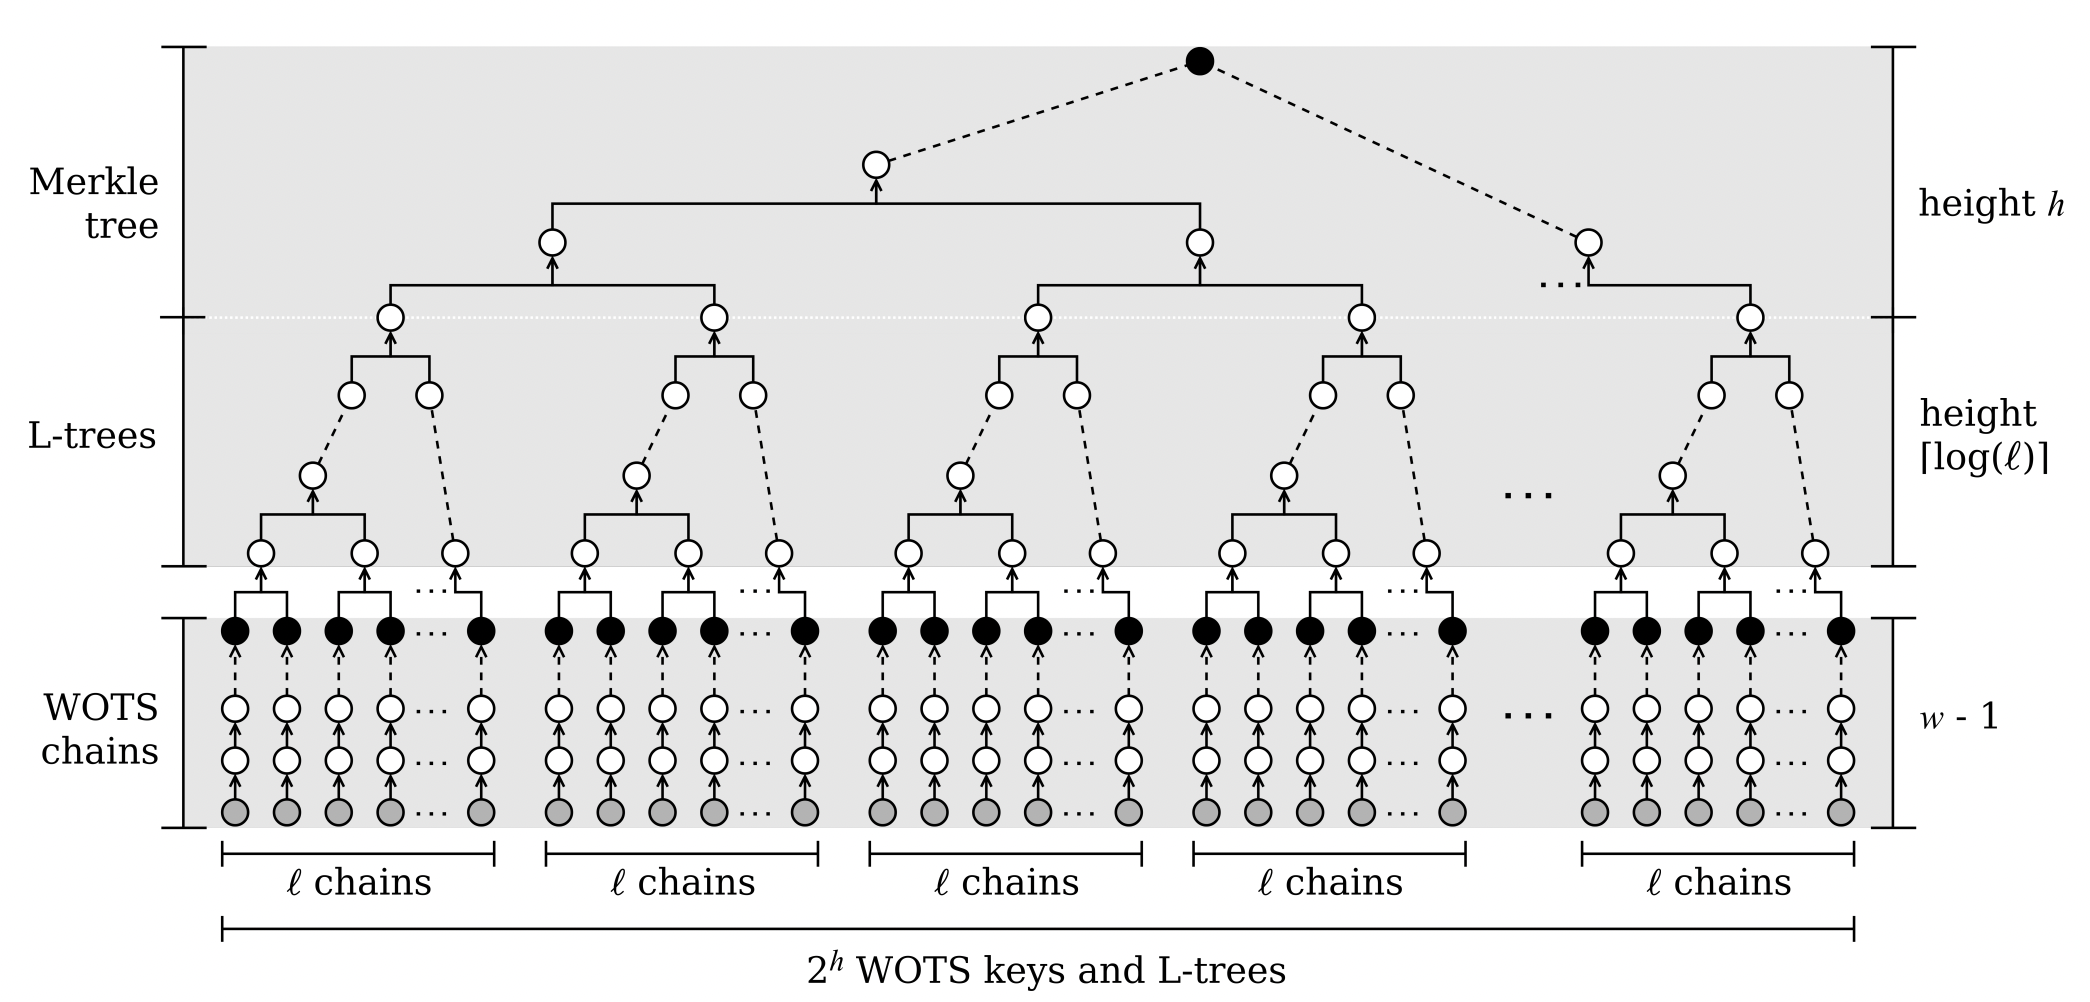 Merkle
tree
height h
L-trees
height
⌈log(ℓ)⌉
...
...
... ... ... ... ...
... ... ... ... ...
WOTS
chains
... ... ... ... ... ...
w - 1
... ... ... ... ...
... ... ... ... ...
ℓ chains ℓ chains ℓ chains ℓ chains ℓ chains
2^h WOTS keys and L-trees